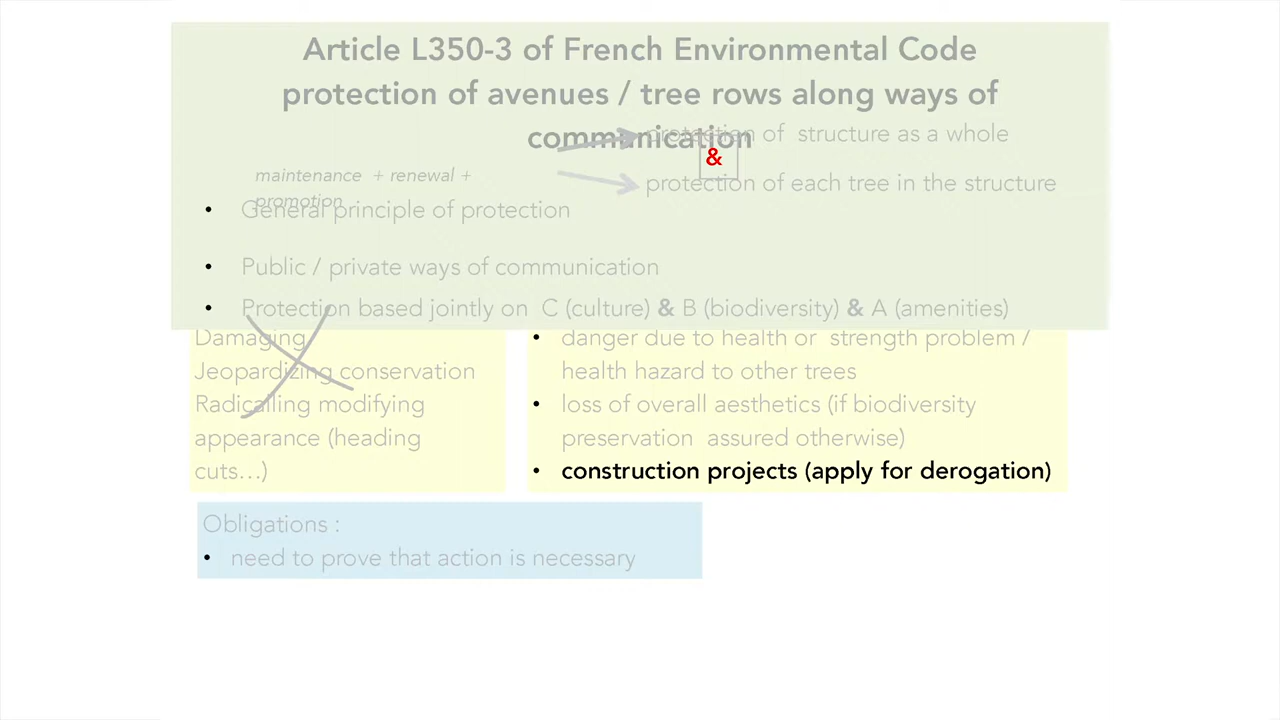 Article L350-3 of French Environmental Code
protection of avenues / tree rows along ways of
communication
protection of structure as a whole
&
maintenance + renewal +
promotion
protection of each tree in the structure
• General principle of protection
• Public / private ways of communication
• Protection based jointly on C (culture) & B (biodiversity) & A (amenities)
Damaging
Jeopardizing conservation
Radicalling modifying
appearance (heading
cuts…)
• danger due to health or strength problem /
health hazard to other trees
• loss of overall aesthetics (if biodiversity
preservation assured otherwise)
• construction projects (apply for derogation)
Obligations :
• need to prove that action is necessary